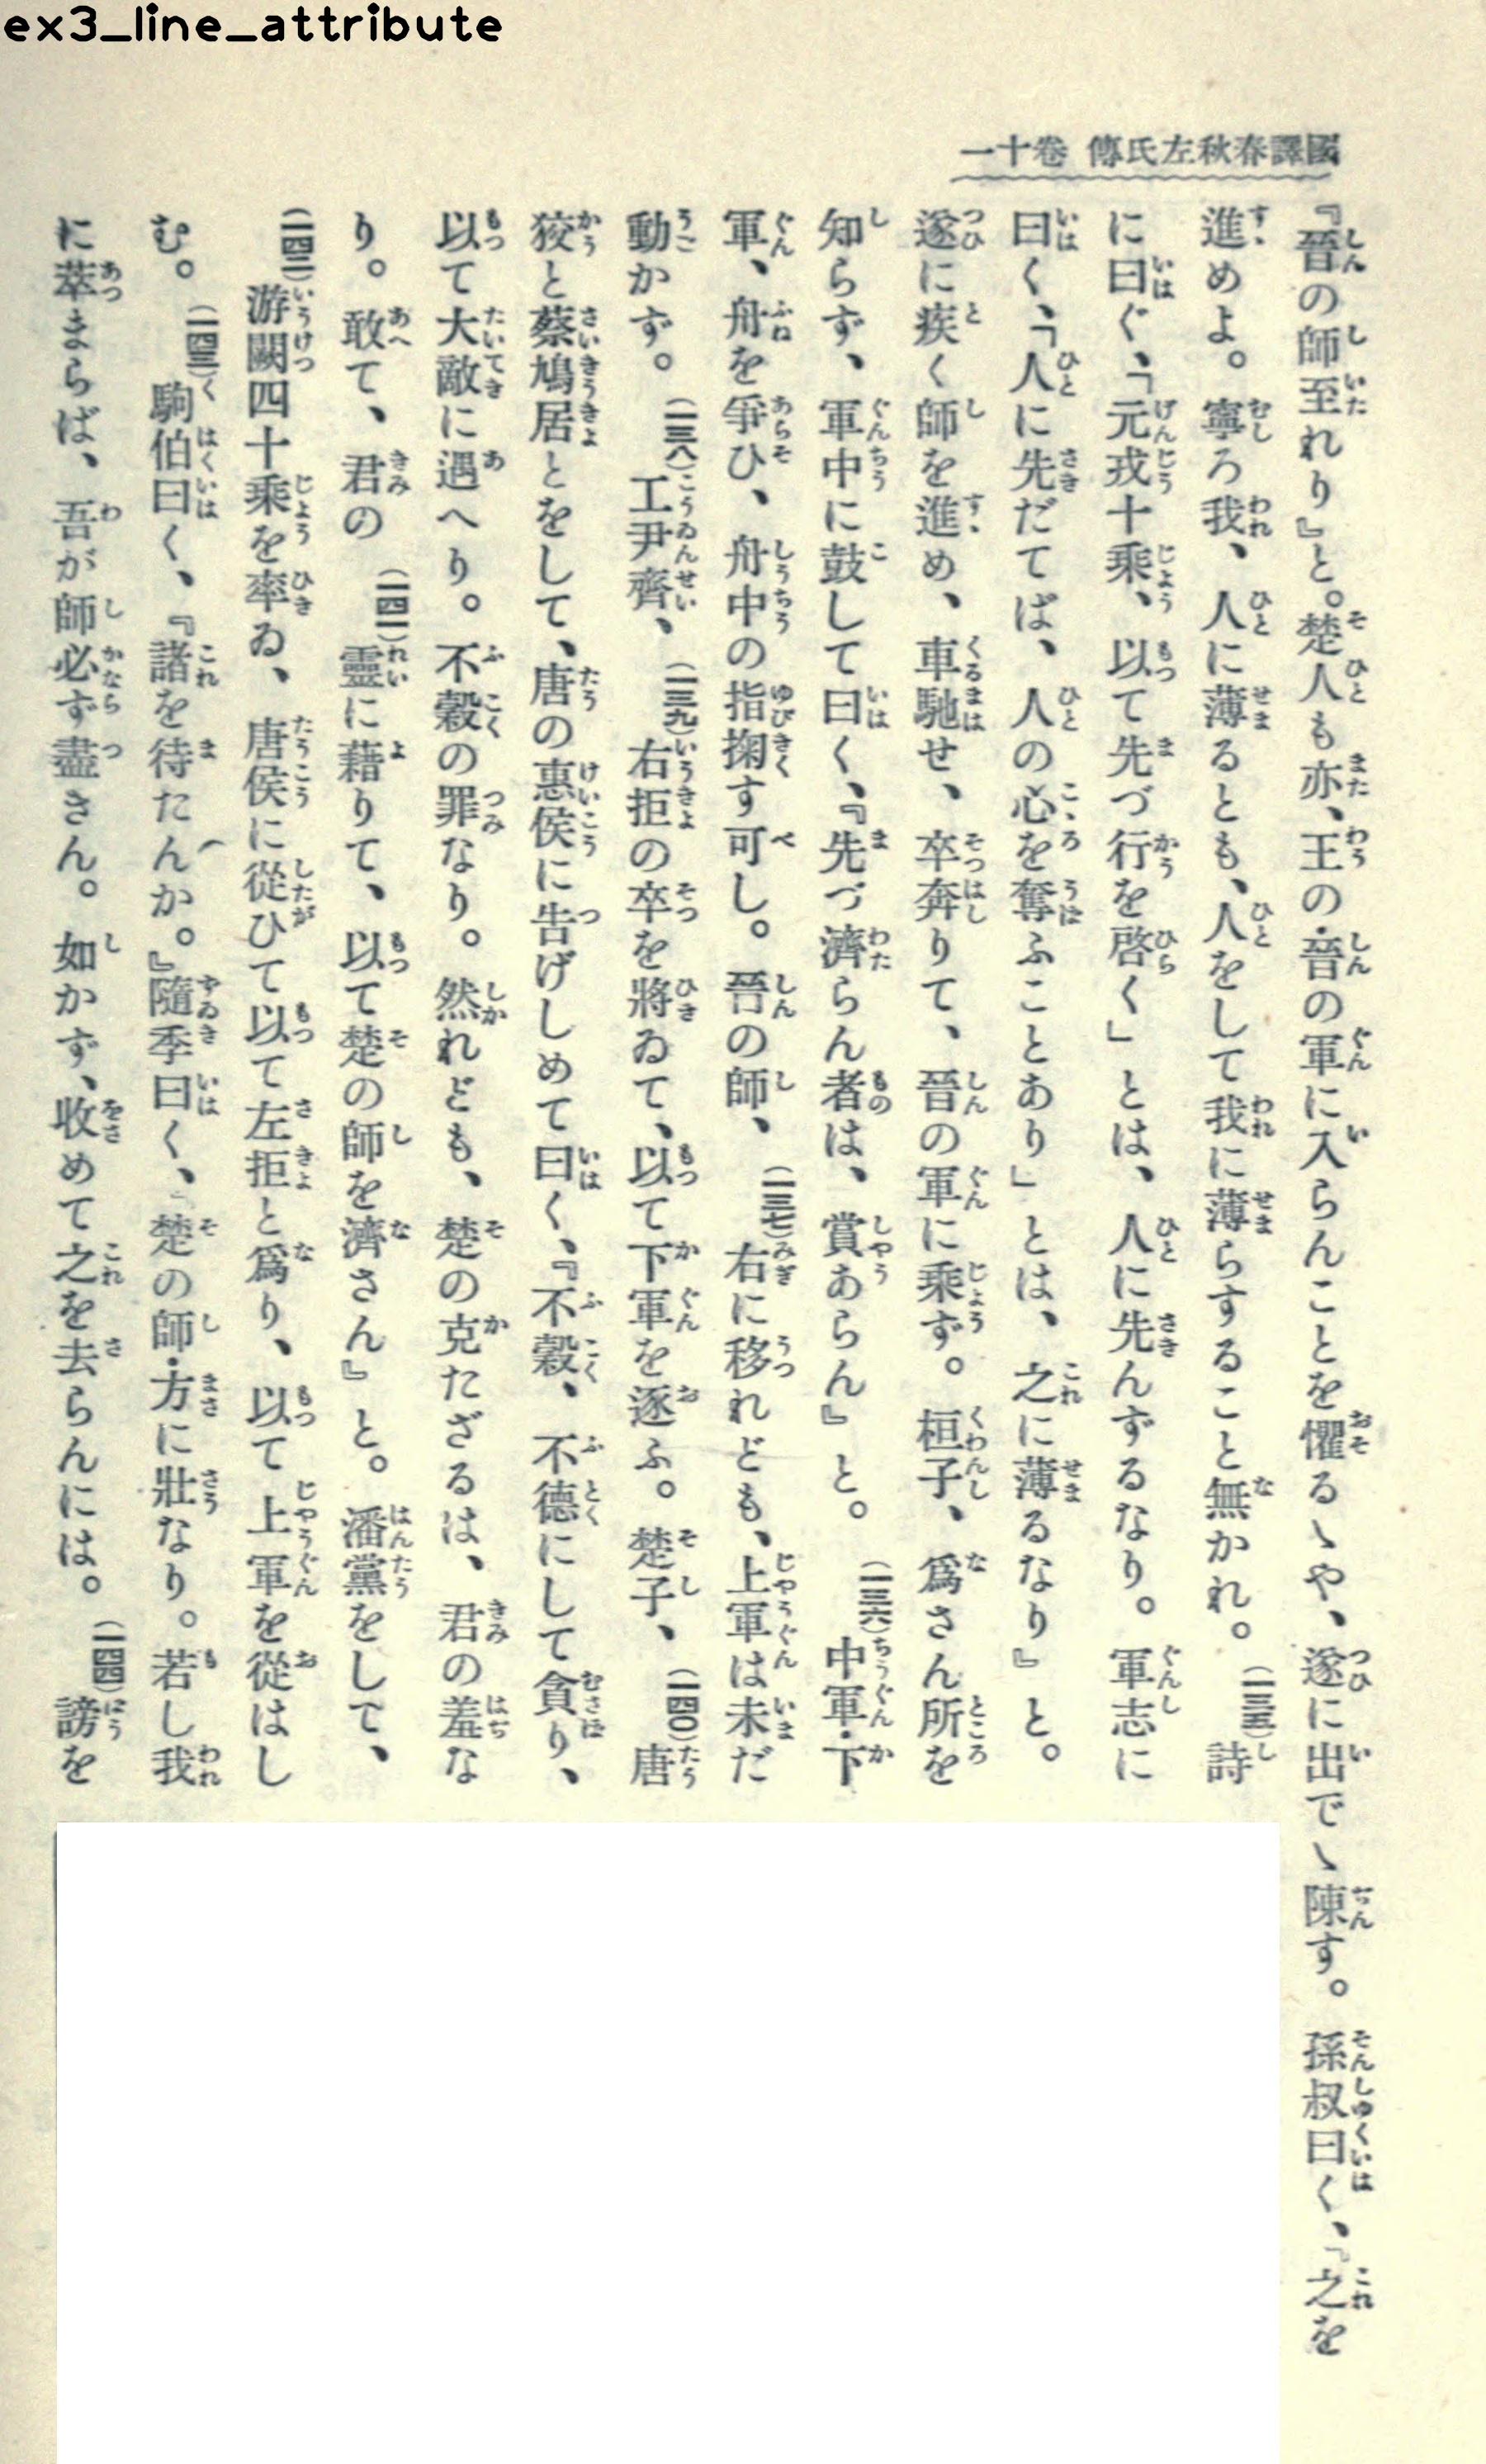 ex3_line_attribute
國譯春秋左氏傳 卷十一
『晉の師至れり』と。楚人も亦、王の・晉の軍に入らんことを懼るゝや、遂に出でゝ陳す。孫叔曰く、『之を
進めよ。寧ろ我、人に薄るとも、人をして我に薄らすること無かれ。(一三五)詩
に曰ぐ、「元戎十乘、以て先づ行を啓く」とは、人に先んずるなり。軍志に
曰く、「人に先だてば、人の心を奪ふことあり」とは、之に薄るなり』と。
遂に疾く師を進め、車馳せ、卒奔りて、晉の軍に乘ず。桓子、爲さん所を
知らず、軍中に鼓して曰く、『先づ濟らん者は、賞あらん』と。(一三六)中軍・下
軍、舟を爭ひ、舟中の指掬す可し。晉の師、(一三七)右に移れども、上軍は未だ
動かず。(一三八)工尹齊、(一三九)右拒の卒を將ゐて、以て下軍を逐ふ。楚子、(一四〇)唐
狡と蔡鳩居とをして、唐の惠侯に告げしめて曰く、『不穀、不德にして貪り、
以て大敵に遇へり。不穀の罪なり。然れども、楚の克たざるは、君の羞な
り。敢て、君の(一四一)靈に藉りて、以て楚の師を濟さん』と。潘黨をして、
(一四二)游闕四十乘を率ゐ、唐侯に從ひて以て左拒と爲り、以て上軍を從はし
む。(一四三)駒伯曰く、『諸を待たんか。』隨季曰く、『楚の師・方に壯なり。若し我
に萃まらば、吾が師必ず盡きん。如かず、收めて之を去らんには。(一四四)謗を